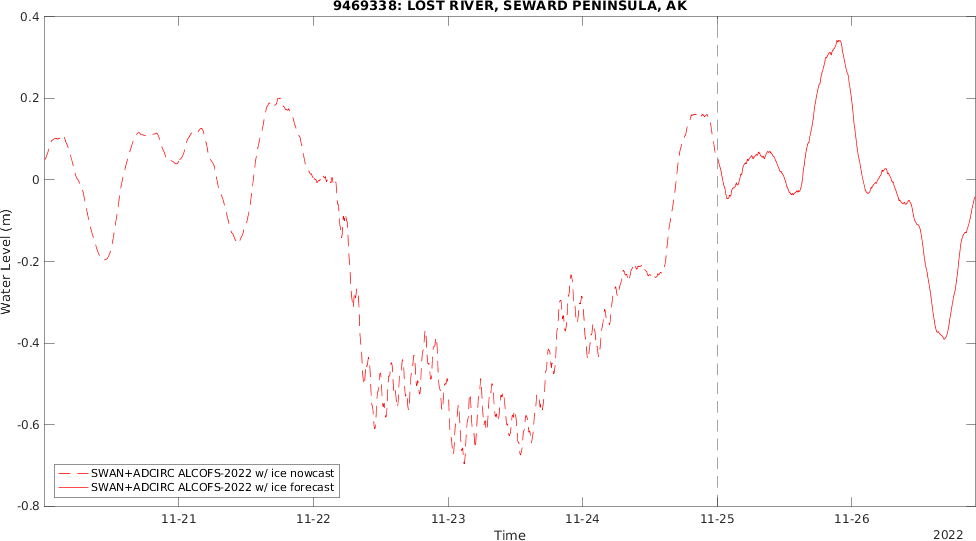 9469338: LOST RIVER, SEWARD PENINSULA, AK
0.4
0.2
0
-0.2
-0.4
-0.6
-0.8
Water Level (m)
SWAN+ADCIRC ALCOFS-2022 w/ ice nowcast
SWAN+ADCIRC ALCOFS-2022 w/ ice forecast
11-21
11-22
11-23
11-24
11-25
11-26
Time
2022